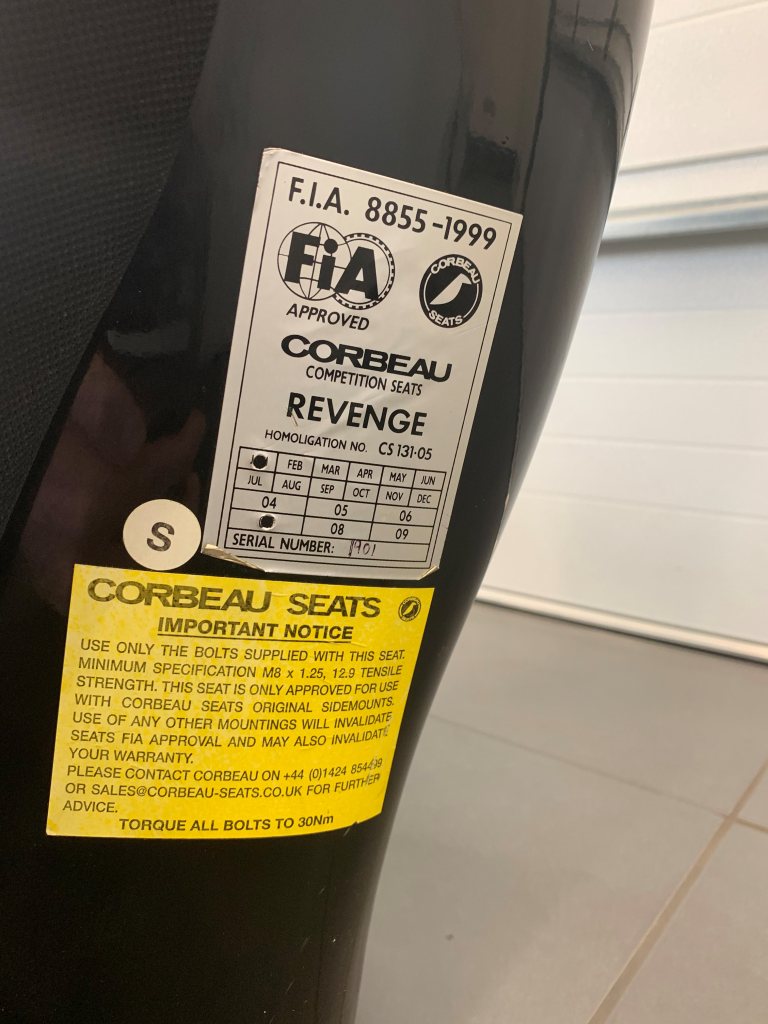 F.I.A. 8855-1999
FiA
APPROVED
CORBEAU
SEATS
CORBEAU
COMPETITION SEATS
REVENGE
HOMOLIGATION NO. CS 131-05
FEB MAR APR MAY JUN
JUL AUG SEP OCT NOV DEC
04 05 06
08 09
SERIAL NUMBER: 1701
S
CORBEAU SEATS
IMPORTANT NOTICE
USE ONLY THE BOLTS SUPPLIED WITH THIS SEAT.
MINIMUM SPECIFICATION M8 x 1.25, 12.9 TENSILE
STRENGTH. THIS SEAT IS ONLY APPROVED FOR USE
WITH CORBEAU SEATS ORIGINAL SIDEMOUNTS.
USE OF ANY OTHER MOUNTINGS WILL INVALIDATE
SEATS FIA APPROVAL AND MAY ALSO INVALIDATE
YOUR WARRANTY.
PLEASE CONTACT CORBEAU ON +44 (0)1424 854499
OR SALES@CORBEAU-SEATS.CO.UK FOR FURTHER
ADVICE.
TORQUE ALL BOLTS TO 30Nm